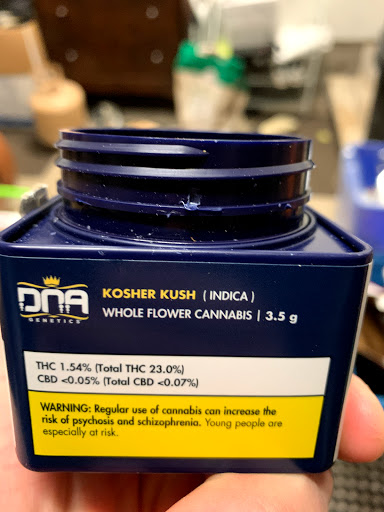 DNA
GENETICS
KOSHER KUSH ( INDICA )
WHOLE FLOWER CANNABIS | 3.5 g
THC 1.54% (Total THC 23.0%)
CBD <0.05% (Total CBD <0.07%)
WARNING: Regular use of cannabis can increase the
risk of psychosis and schizophrenia. Young people are
especially at risk.